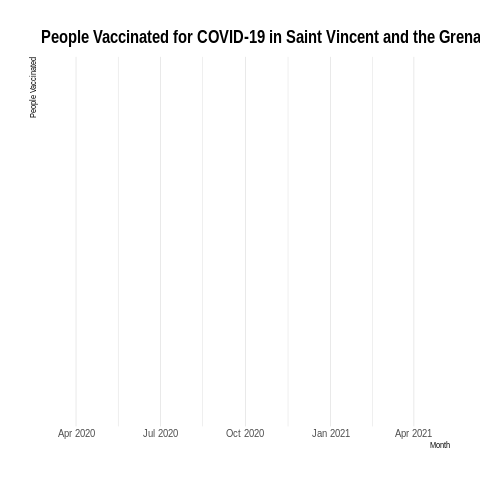 People Vaccinated for COVID-19 in Saint Vincent and the Grena
People Vaccinated
Apr 2020 Jul 2020 Oct 2020 Jan 2021 Apr 2021
Month